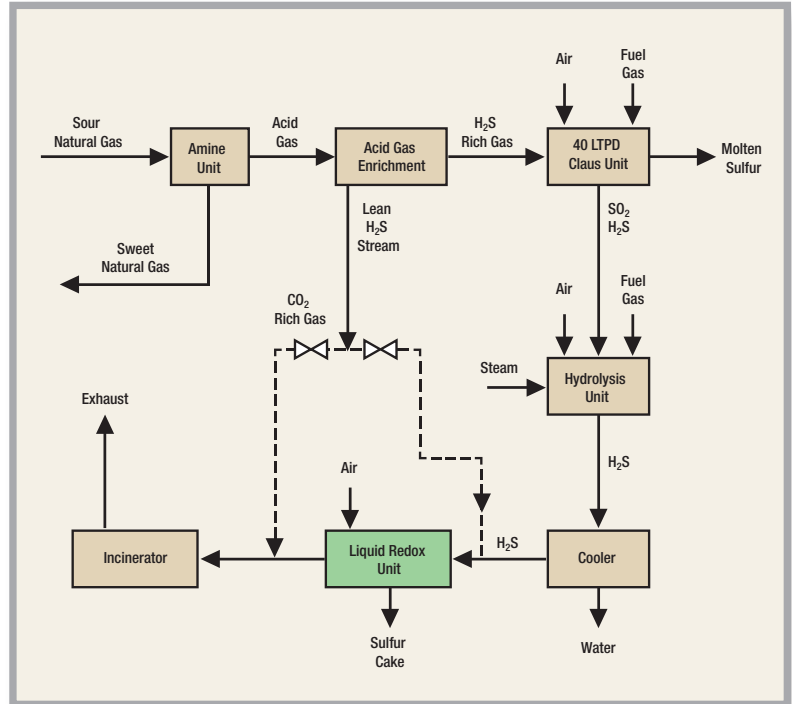 Air
Fuel
Gas
Sour
Natural Gas
Acid
Gas
H₂S
Rich Gas
Amine
Unit
Acid Gas
Enrichment
40 LTPD
Claus Unit
Molten
Sulfur
Lean
H₂S
Stream
SO₂
H₂S
Sweet
Natural Gas
CO₂
Rich Gas
Air
Fuel
Gas
Steam
Hydrolysis
Unit
Exhaust
Air
H₂S
Incinerator
Liquid Redox
Unit
H₂S
Cooler
Sulfur
Cake
Water